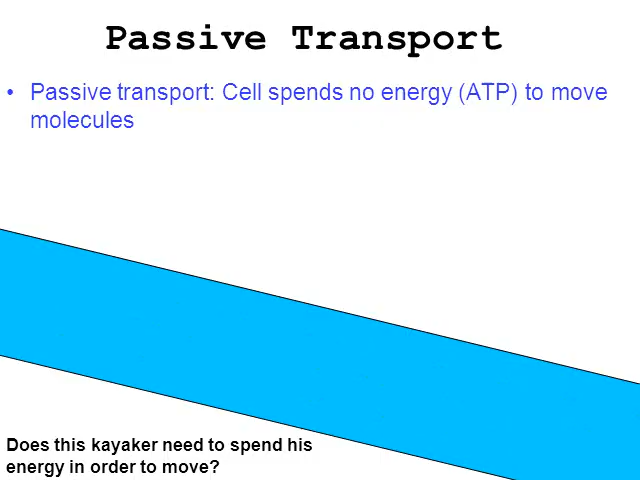 Passive Transport
• Passive transport: Cell spends no energy (ATP) to move
molecules
Does this kayaker need to spend his
energy in order to move?